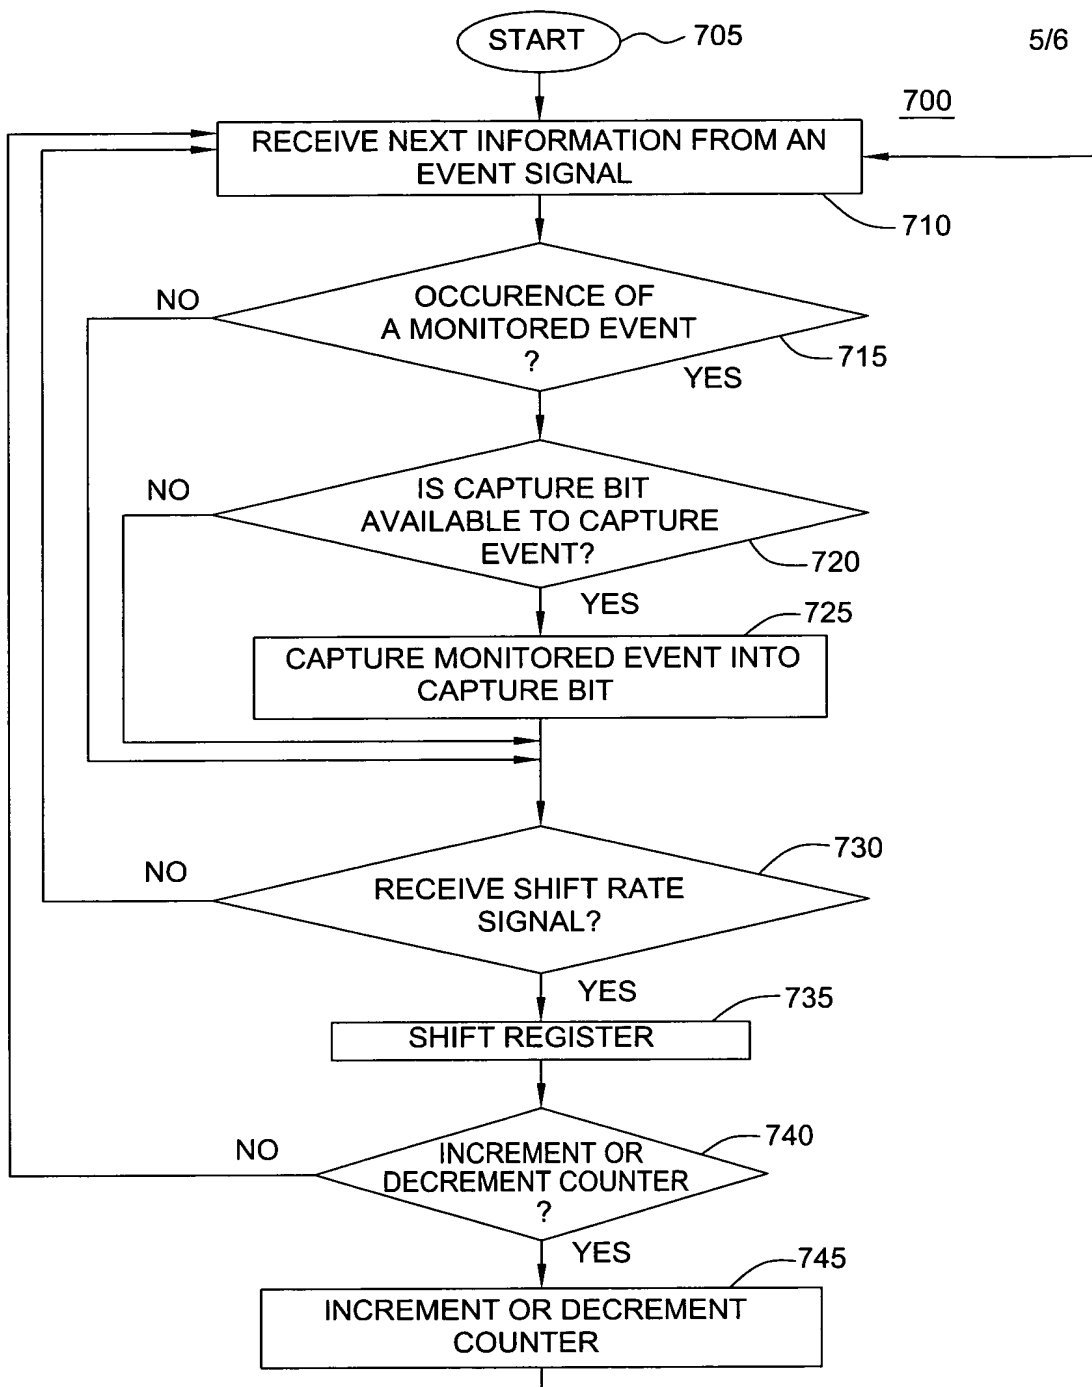 START
705
5/6
700
RECEIVE NEXT INFORMATION FROM AN
EVENT SIGNAL
710
NO
OCCURENCE OF
A MONITORED EVENT
?
715
YES
NO
IS CAPTURE BIT
AVAILABLE TO CAPTURE
EVENT?
720
YES
725
CAPTURE MONITORED EVENT INTO
CAPTURE BIT
730
NO
RECEIVE SHIFT RATE
SIGNAL?
YES
735
SHIFT REGISTER
740
NO
INCREMENT OR
DECREMENT COUNTER
?
YES
745
INCREMENT OR DECREMENT
COUNTER